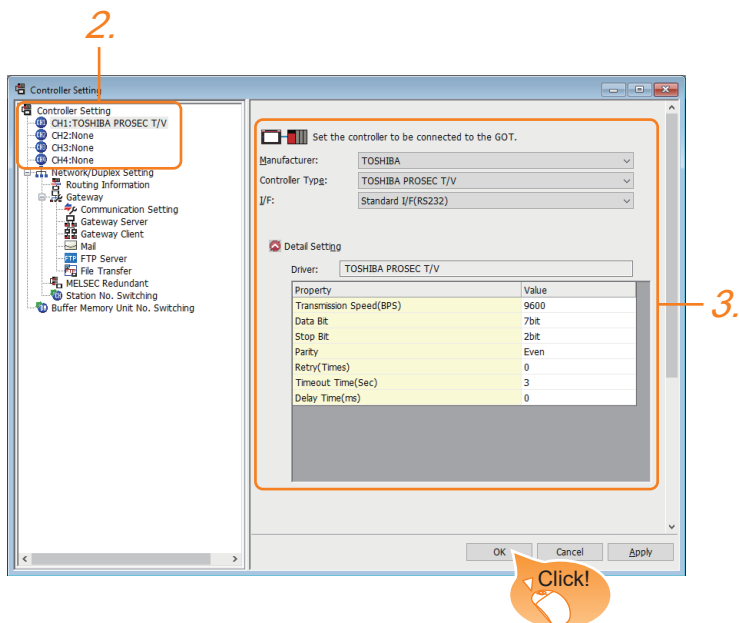 2.
Controller Setting
Controller Setting
CH1:TOSHIBA PROSEC T/V
CH2:None
CH3:None
CH4:None
Network/Duplex Setting
Routing Information
Gateway
Communication Setting
Gateway Server
Gateway Client
Mail
FTP Server
File Transfer
MELSEC Redundant
Station No. Switching
Buffer Memory Unit No. Switching
Set the controller to be connected to the GOT.
Manufacturer: TOSHIBA
Controller Type: TOSHIBA PROSEC T/V
I/F: Standard I/F(RS232)
Detail Setting
Driver: TOSHIBA PROSEC T/V
Property Value
Transmission Speed(BPS) 9600
Data Bit 7bit
Stop Bit 2bit
Parity Even
Retry(Times) 0
Timeout Time(Sec) 3
Delay Time(ms) 0
3.
OK Cancel Apply
Click!